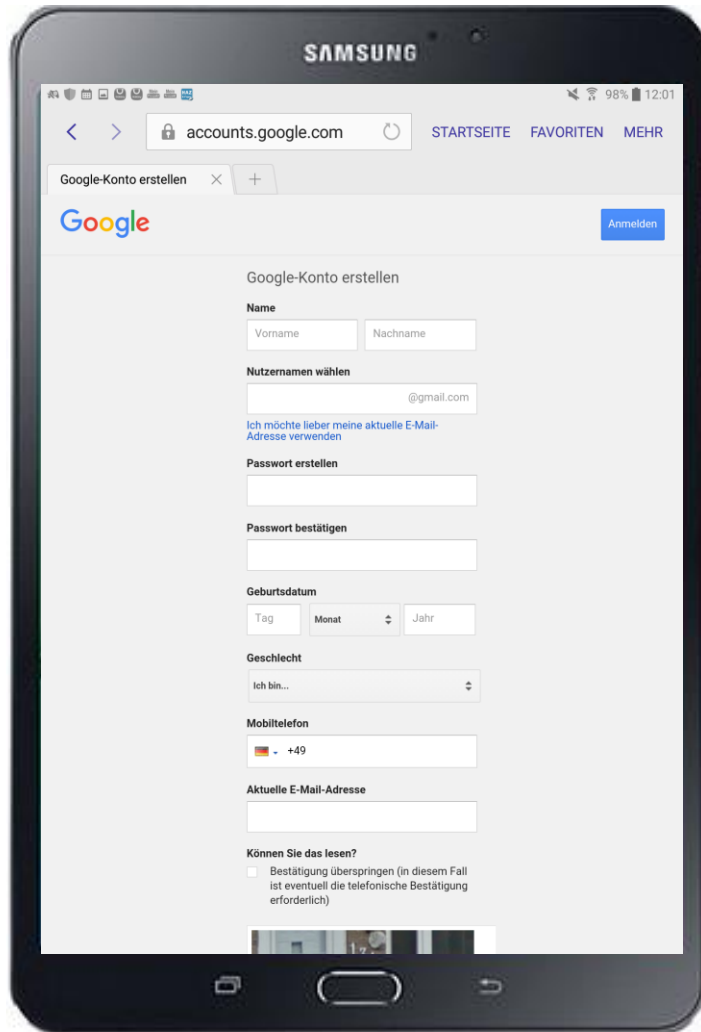 SAMSUNG
98% 12:01
accounts.google.com STARTSEITE FAVORITEN MEHR
Google-Konto erstellen
Google Anmelden
Google-Konto erstellen
Name
Vorname Nachname
Nutzernamen wählen
@gmail.com
Ich möchte lieber meine aktuelle E-Mail-
Adresse verwenden
Passwort erstellen
Passwort bestätigen
Geburtsdatum
Tag Monat Jahr
Geschlecht
Ich bin...
Mobiltelefon
+49
Aktuelle E-Mail-Adresse
Können Sie das lesen?
Bestätigung überspringen (in diesem Fall
ist eventuell die telefonische Bestätigung
erforderlich)